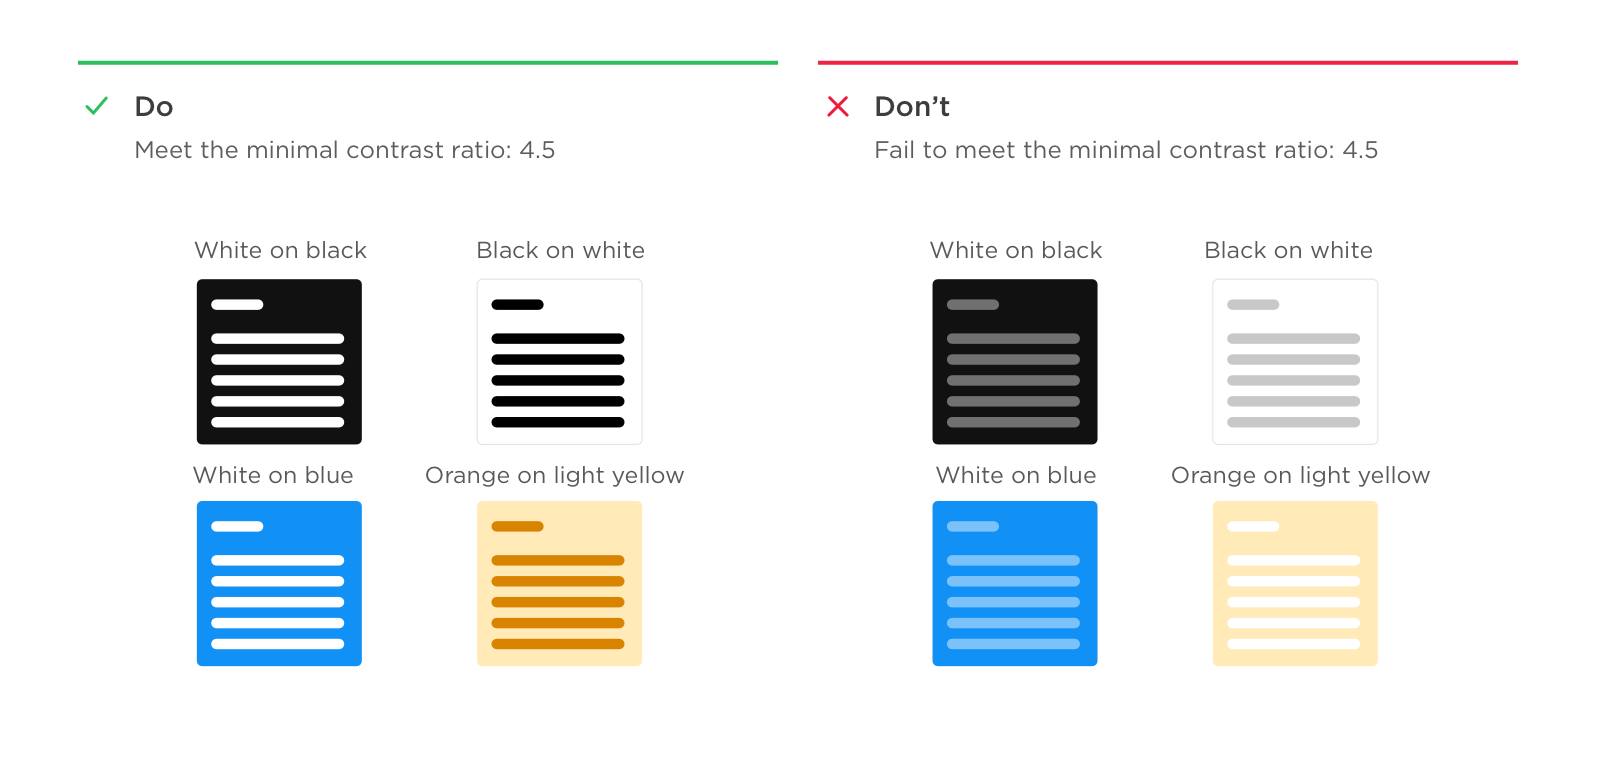 Do
Meet the minimal contrast ratio: 4.5
White on black
Black on white
White on blue
Orange on light yellow
Don’t
Fail to meet the minimal contrast ratio: 4.5
White on black
Black on white
White on blue
Orange on light yellow